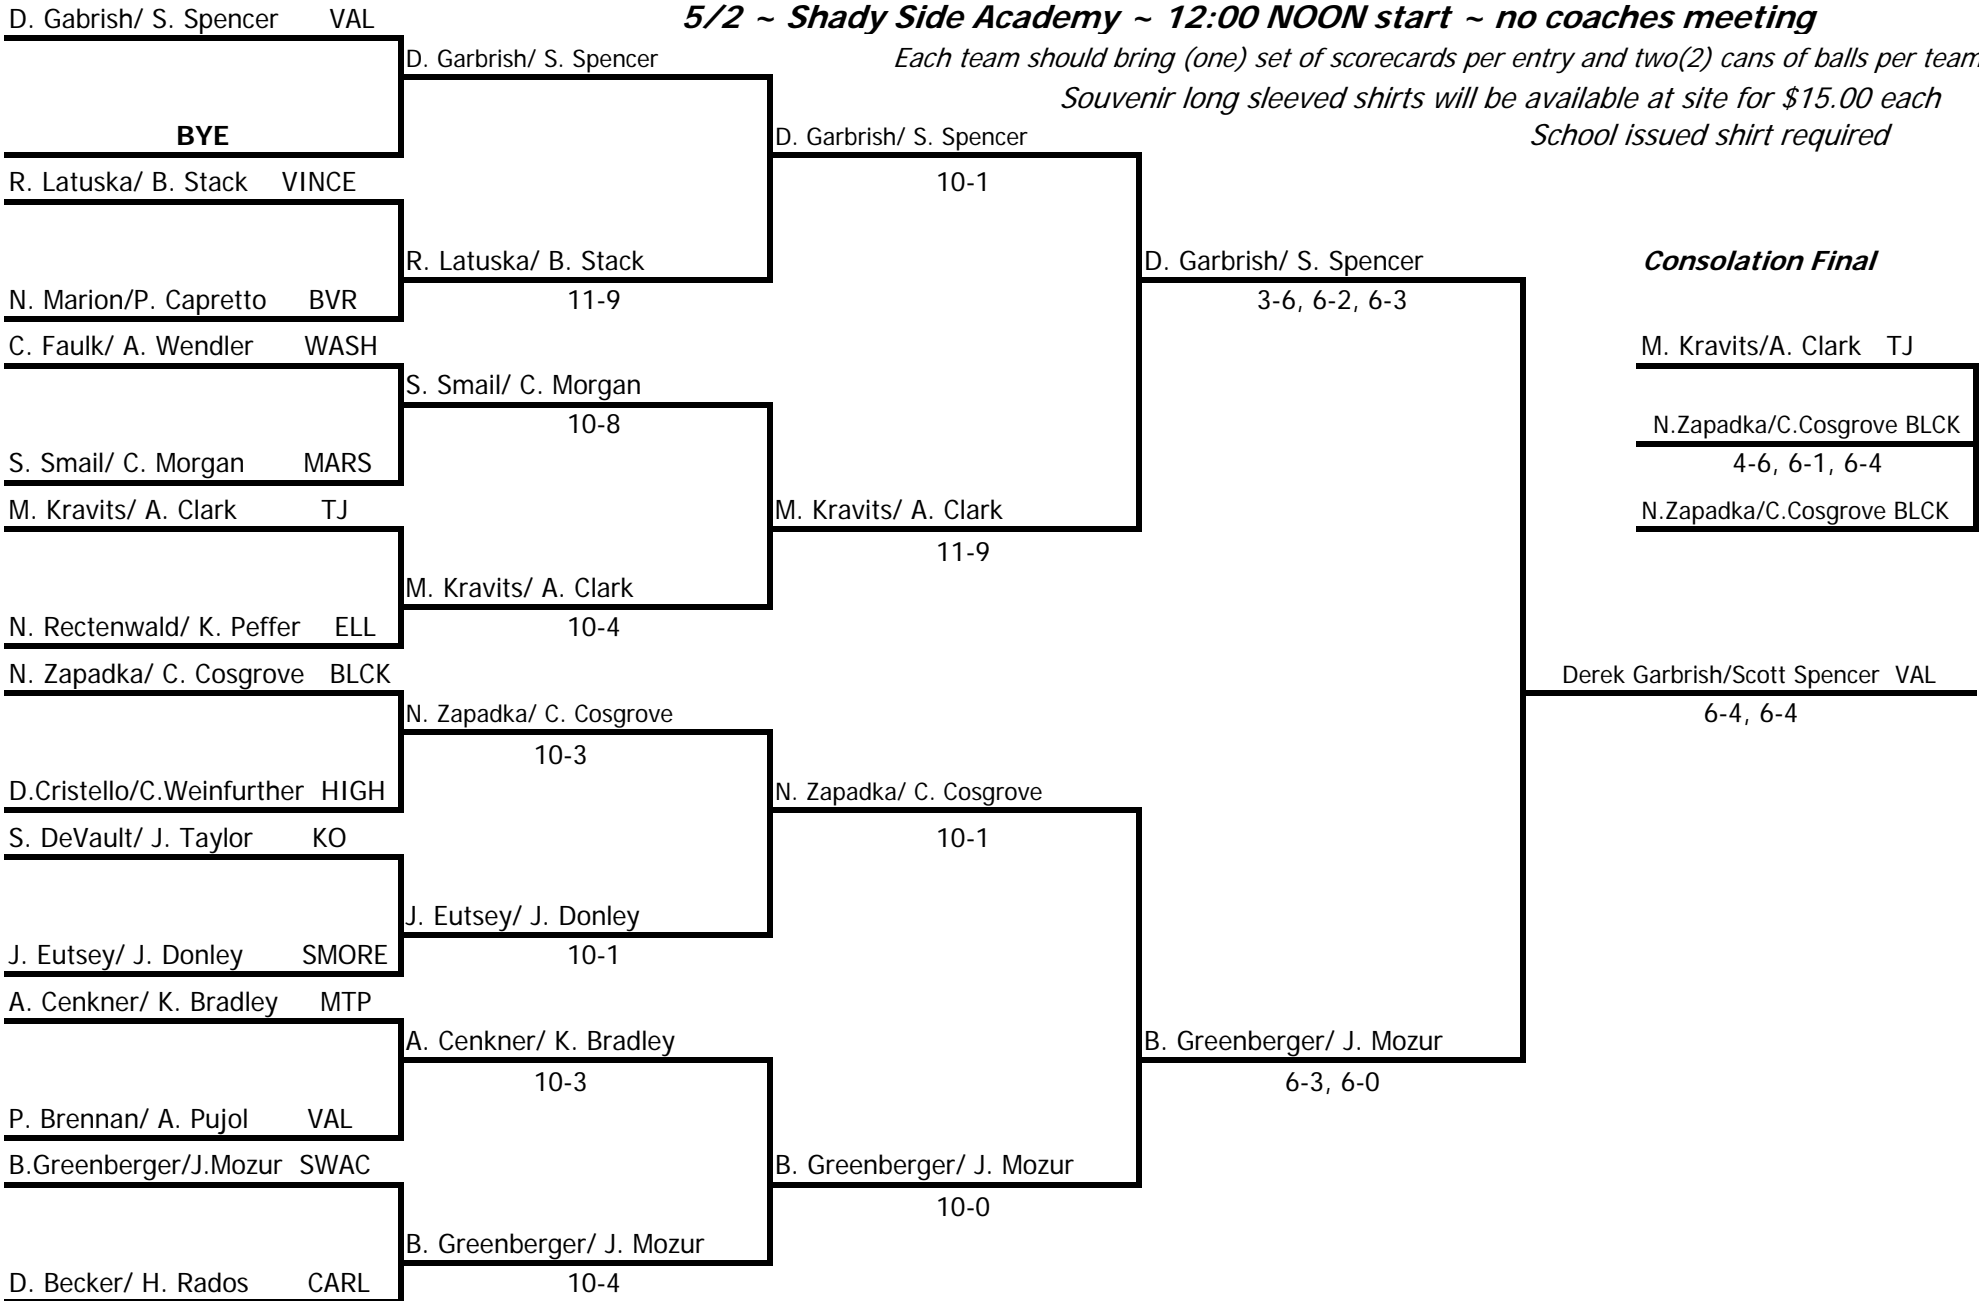 D. Gabrish/ S. Spencer VAL
5/2 ~ Shady Side Academy ~ 12:00 NOON start ~ no coaches meeting
D. Garbrish/ S. Spencer
Each team should bring (one) set of scorecards per entry and two(2) cans of balls per team
Souvenir long sleeved shirts will be available at site for $15.00 each
BYE
D. Garbrish/ S. Spencer
School issued shirt required
R. Latuska/ B. Stack VINCE
10-1
R. Latuska/ B. Stack
D. Garbrish/ S. Spencer
Consolation Final
N. Marion/P. Capretto BVR
11-9
3-6, 6-2, 6-3
C. Faulk/ A. Wendler WASH
M. Kravits/A. Clark TJ
S. Smail/ C. Morgan
10-8
N.Zapadka/C.Cosgrove BLCK
S. Smail/ C. Morgan MARS
4-6, 6-1, 6-4
M. Kravits/ A. Clark TJ
M. Kravits/ A. Clark
N.Zapadka/C.Cosgrove BLCK
11-9
M. Kravits/ A. Clark
N. Rectenwald/ K. Peffer ELL
10-4
N. Zapadka/ C. Cosgrove BLCK
Derek Garbrish/Scott Spencer VAL
N. Zapadka/ C. Cosgrove
6-4, 6-4
10-3
D.Cristello/C.Weinfurther HIGH
N. Zapadka/ C. Cosgrove
S. DeVault/ J. Taylor KO
10-1
J. Eutsey/ J. Donley
J. Eutsey/ J. Donley SMORE
10-1
A. Cenkner/ K. Bradley MTP
A. Cenkner/ K. Bradley
B. Greenberger/ J. Mozur
10-3
6-3, 6-0
P. Brennan/ A. Pujol VAL
B.Greenberger/J.Mozur SWAC
B. Greenberger/ J. Mozur
10-0
B. Greenberger/ J. Mozur
D. Becker/ H. Rados CARL
10-4